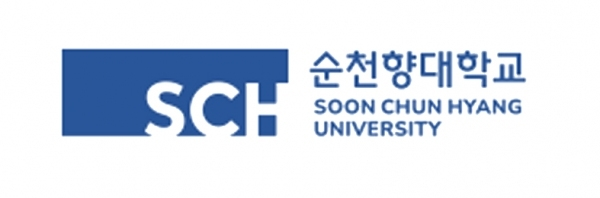 SCH
순천향대학교
SOON CHUN HYANG
UNIVERSITY